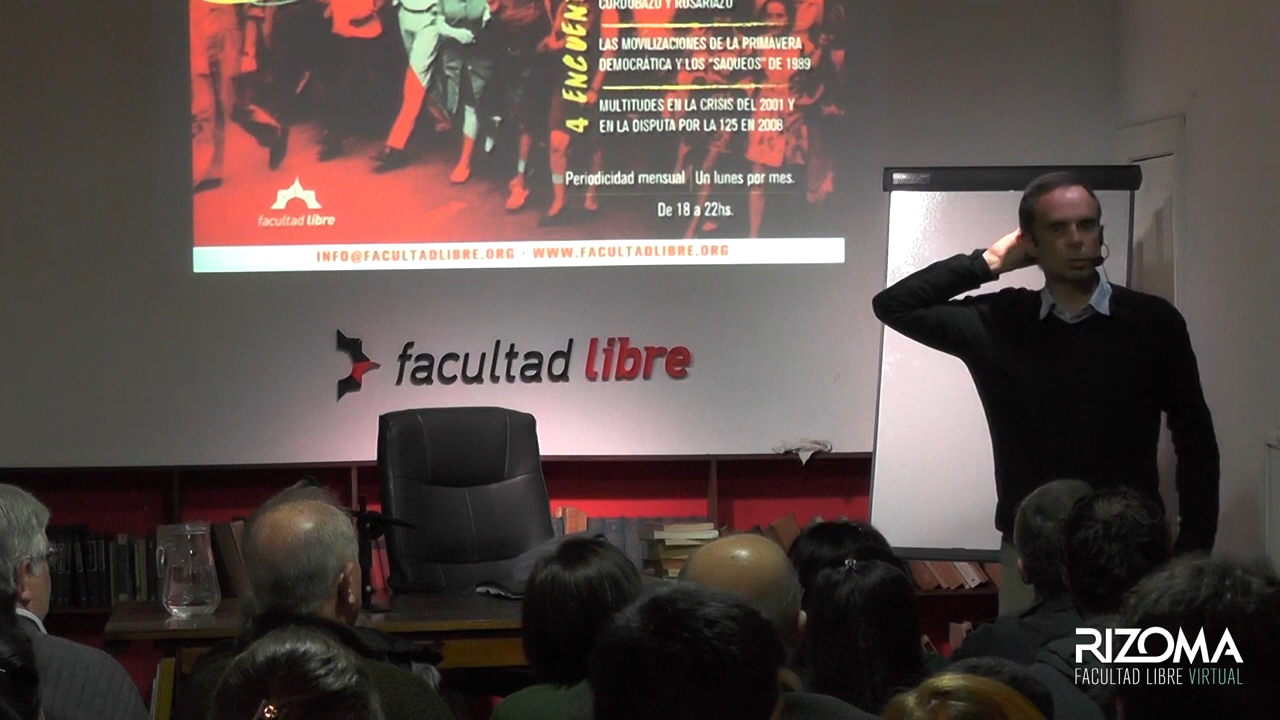 CORDOBAZO Y ROSARIAZO
LAS MOVILIZACIONES DE LA PRIMAVERA
DEMOCRÁTICA Y LOS "SAQUEOS" DE 1989
MULTITUDES EN LA CRISIS DEL 2001 Y
EN LA DISPUTA POR LA 125 EN 2008
4 ENCUEN
Periodicidad mensual | Un lunes por mes.
De 18 a 22hs.
facultad libre
INFO@FACULTADLIBRE.ORG · WWW.FACULTADLIBRE.ORG
facultad libre
RIZOMA
FACULTAD LIBRE VIRTUAL